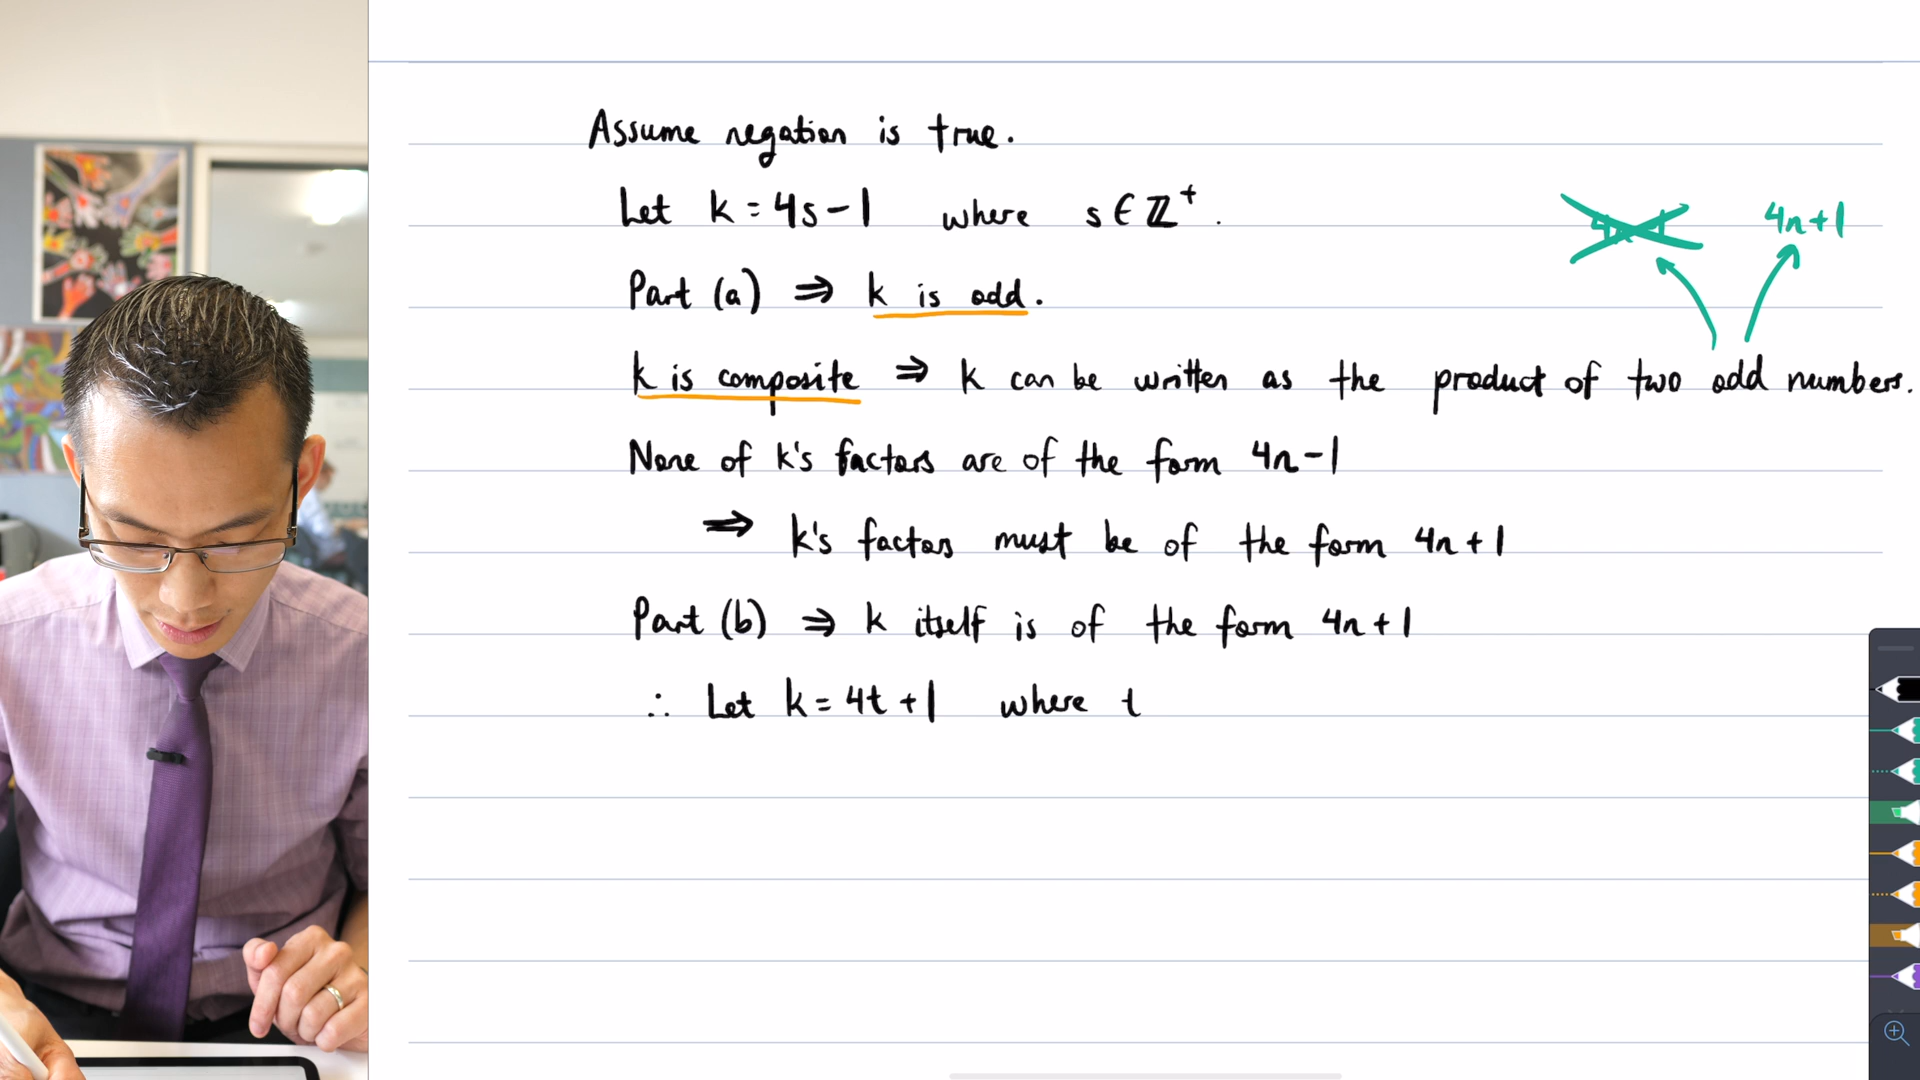 Assume negation is true.
Let k = 4s - 1 where s ∈ ℤ⁺.
4n+1
Part (a) ⇒ k is odd.
k is composite ⇒ k can be written as the product of two odd numbers.
None of k's factors are of the form 4n-1
⇒ k's factors must be of the form 4n+1
Part (b) ⇒ k itself is of the form 4n+1
∴ Let k = 4t + 1 where t